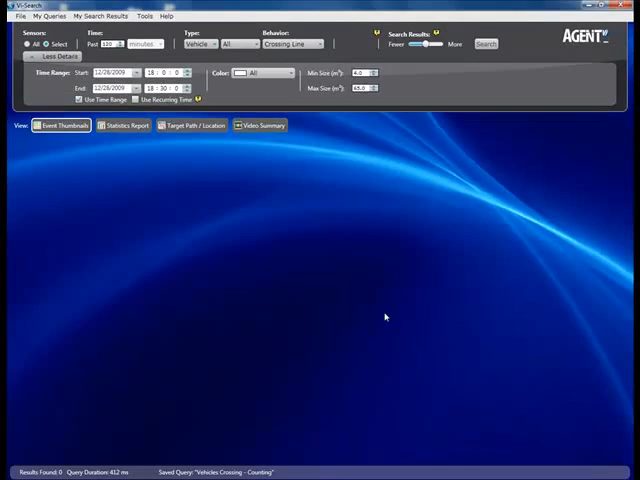 Vi-Search
File My Queries My Search Results Tools Help
Sensors: Time: Type: Behavior: Search Results:
All Select Past 120 minutes Vehicle All Crossing Line Fewer More Search
AGENT Vi
Less Details
Time Range: Start: 12/28/2009 18 : 0 : 0 Color: All Min Size (m²): 4.0
End: 12/28/2009 18 : 30 : 0 Max Size (m²): 65.0
Use Time Range Use Recurring Time
View: Event Thumbnails Statistics Report Target Path / Location Video Summary
Results Found: 0 Query Duration: 412 ms Saved Query: "Vehicles Crossing - Counting"